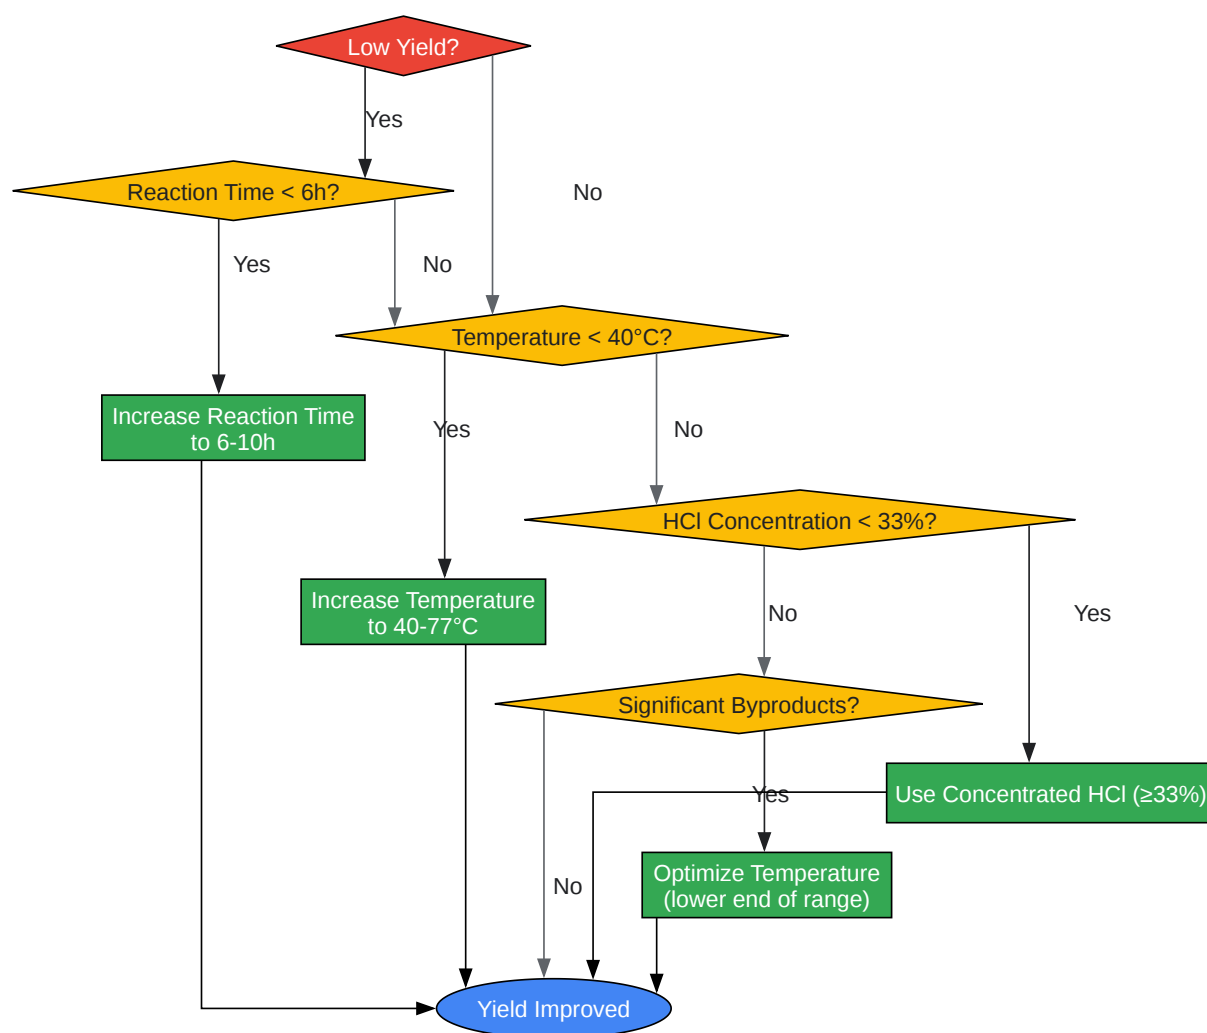 Low Yield?
Yes
Reaction Time < 6h?
No
Yes
No
Temperature < 40°C?
Increase Reaction Time
to 6-10h
Yes
No
HCl Concentration < 33%?
Increase Temperature
to 40-77°C
No
Yes
Significant Byproducts?
Yes
Use Concentrated HCl (≥33%)
Optimize Temperature
(lower end of range)
No
Yield Improved